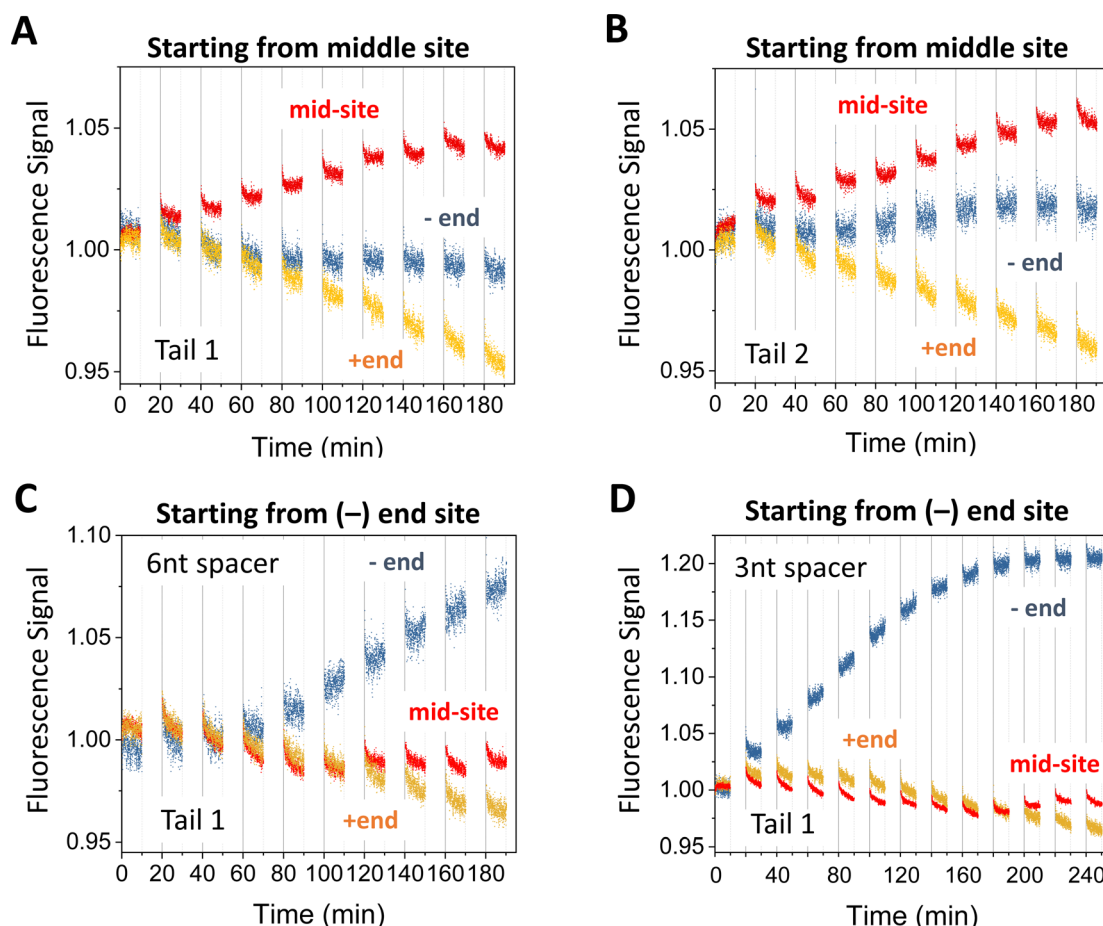 A
Starting from middle site
Fluorescence Signal
1.05
1.00
0.95
mid-site
- end
Tail 1
+end
0 20 40 60 80 100 120 140 160 180
Time (min)
B
Starting from middle site
Fluorescence Signal
1.05
1.00
0.95
mid-site
- end
Tail 2
+end
0 20 40 60 80 100 120 140 160 180
Time (min)
C
Starting from (–) end site
Fluorescence Signal
1.10
1.05
1.00
0.95
6nt spacer
- end
mid-site
Tail 1
+end
0 20 40 60 80 100 120 140 160 180
Time (min)
D
Starting from (–) end site
Fluorescence Signal
1.20
1.15
1.10
1.05
1.00
0.95
3nt spacer
- end
+end
mid-site
Tail 1
0 40 80 120 160 200 240
Time (min)